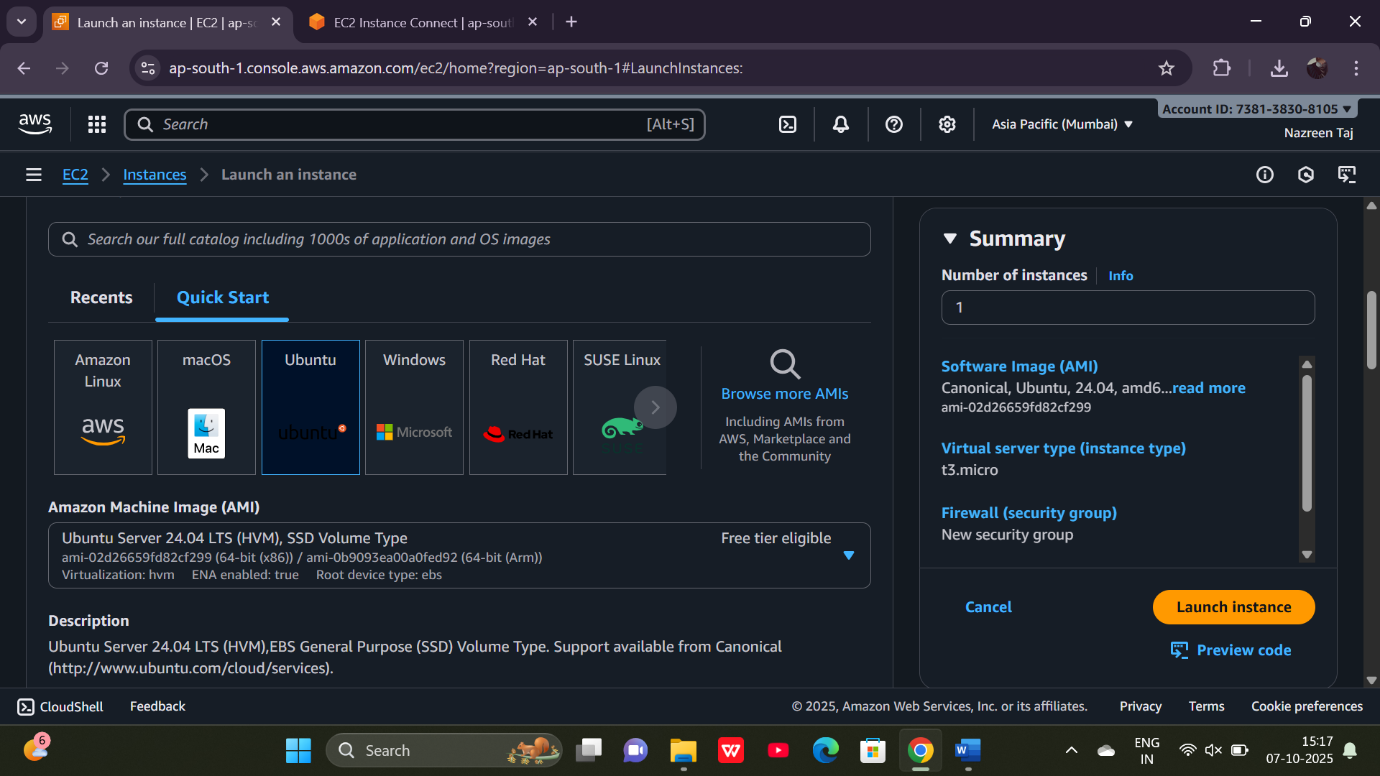 Launch an instance | EC2 | ap-so
EC2 Instance Connect | ap-sout
ap-south-1.console.aws.amazon.com/ec2/home?region=ap-south-1#LaunchInstances:
aws
Search
[Alt+S]
Asia Pacific (Mumbai)
Account ID: 7381-3830-8105
Nazreen Taj
EC2
Instances
Launch an instance
Search our full catalog including 1000s of application and OS images
Recents
Quick Start
Amazon
Linux
aws
macOS
Mac
Ubuntu
ubuntu
Windows
Microsoft
Red Hat
Red Hat
SUSE Linux
Browse more AMIs
Including AMIs from
AWS, Marketplace and
the Community
Amazon Machine Image (AMI)
Ubuntu Server 24.04 LTS (HVM), SSD Volume Type
Free tier eligible
ami-02d26659fd82cf299 (64-bit (x86)) / ami-0b9093ea00a0fed92 (64-bit (Arm))
Virtualization: hvm ENA enabled: true Root device type: ebs
Description
Ubuntu Server 24.04 LTS (HVM),EBS General Purpose (SSD) Volume Type. Support available from Canonical
(http://www.ubuntu.com/cloud/services).
Summary
Number of instances
Info
1
Software Image (AMI)
Canonical, Ubuntu, 24.04, amd6...read more
ami-02d26659fd82cf299
Virtual server type (instance type)
t3.micro
Firewall (security group)
New security group
Cancel
Launch instance
Preview code
CloudShell
Feedback
© 2025, Amazon Web Services, Inc. or its affiliates.
Privacy
Terms
Cookie preferences
6
Search
W
W
ENG
IN
15:17
07-10-2025